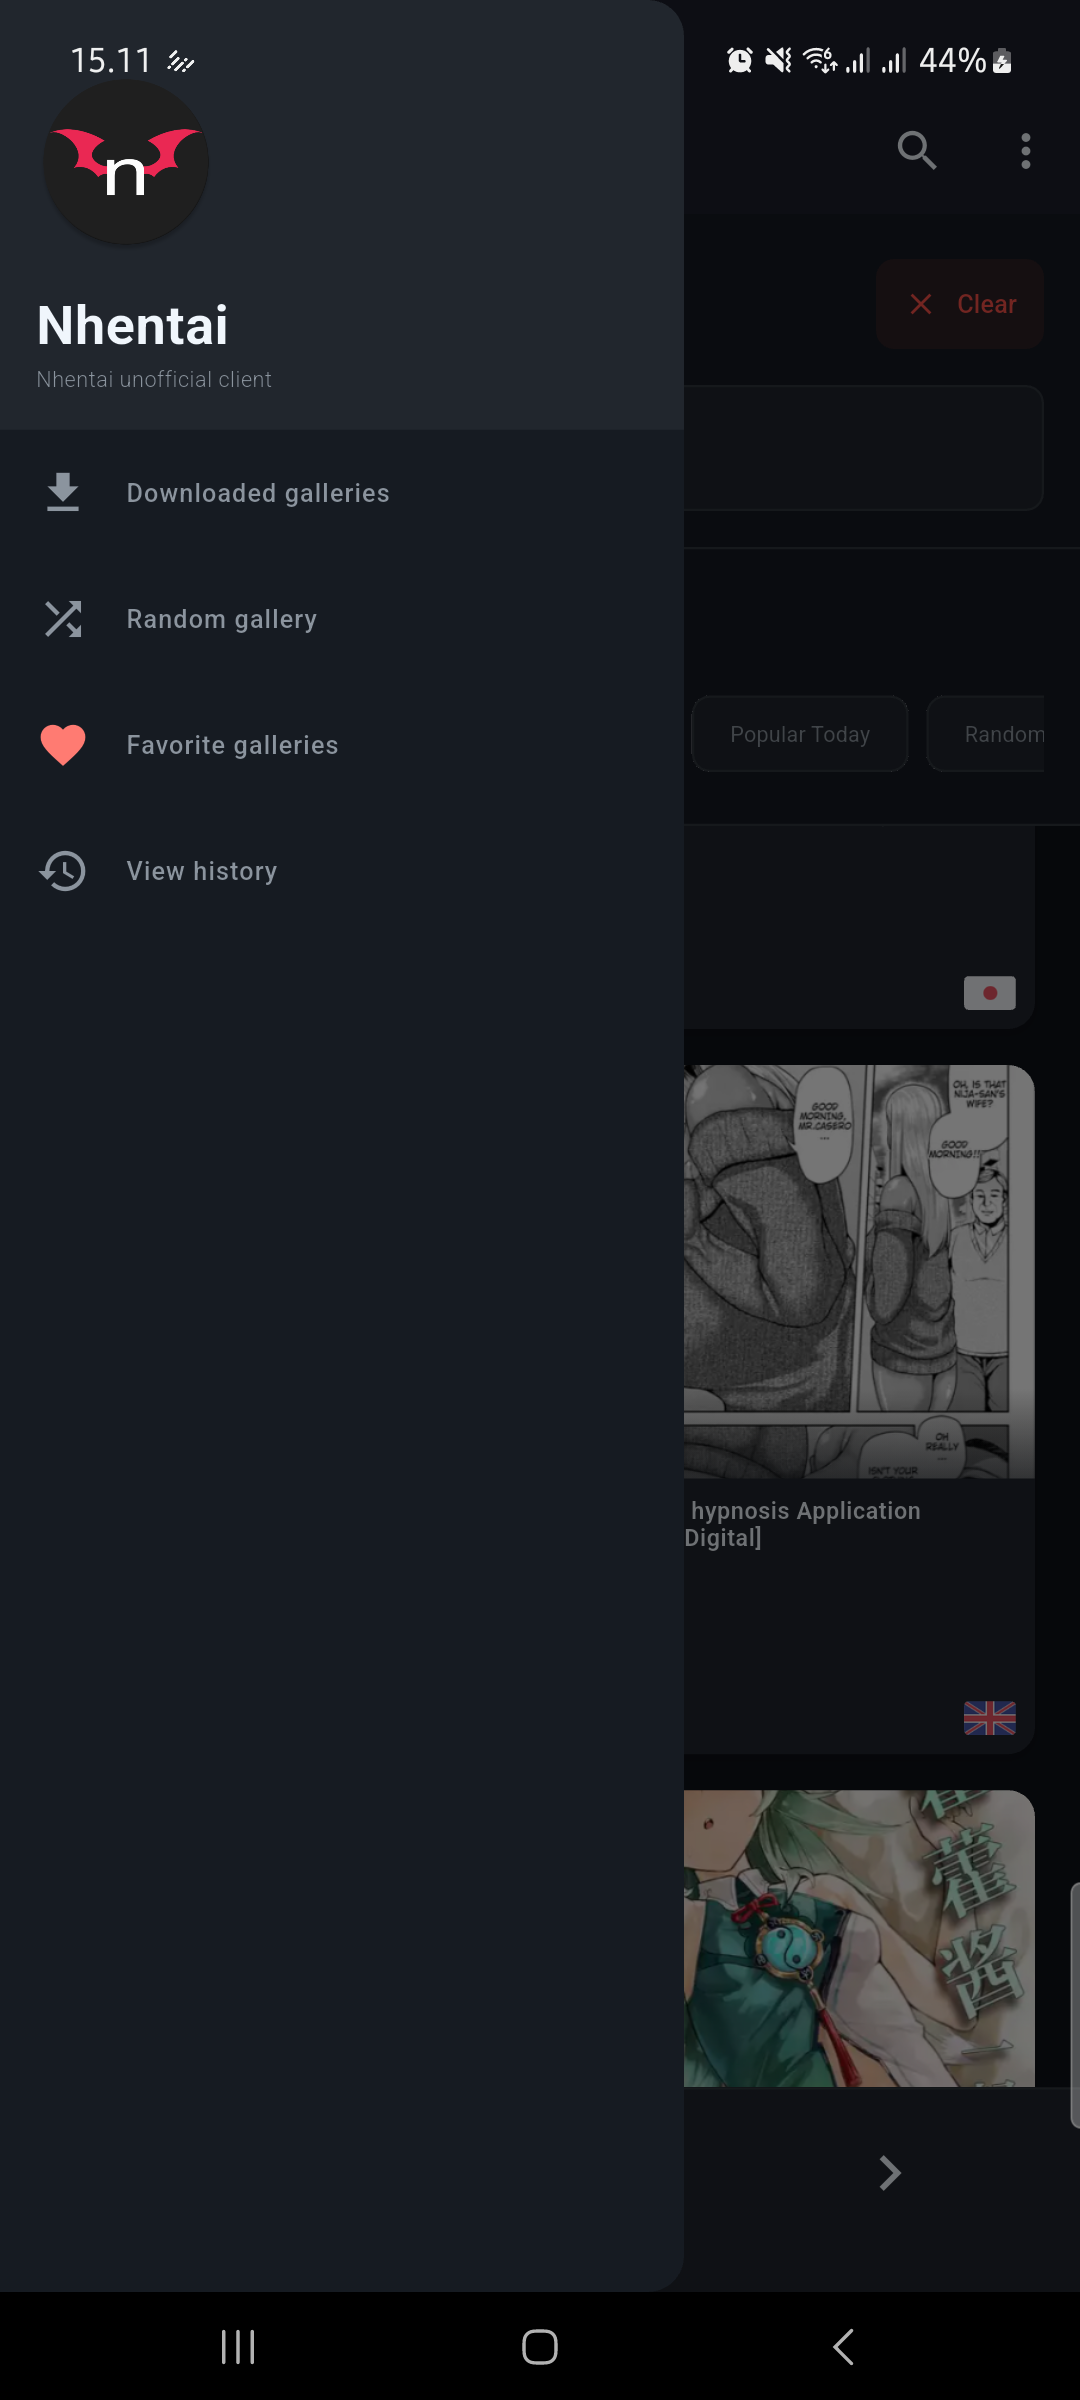 15.11
44%
n
Nhentai
Nhentai unofficial client
Clear
Downloaded galleries
Random gallery
Favorite galleries
View history
Popular Today
Random
GOOD
MORNING,
MR.CASERO
...
OH, IS THAT
NIJA-SAN'S
WIFE?
GOOD
MORNING!!
OH
REALLY
...
ISN'T YOUR
hypnosis Application
Digital]
藿
酱